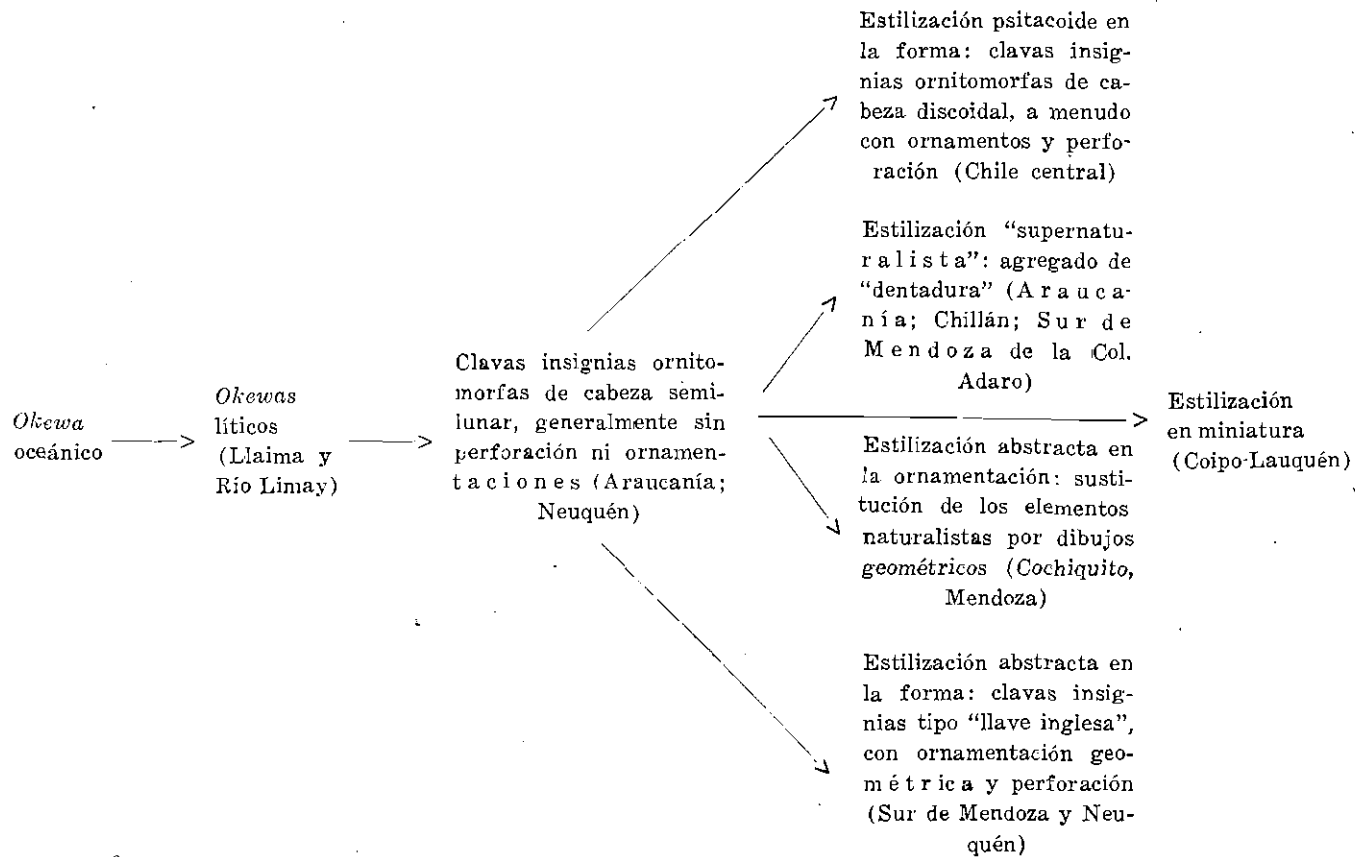 Okewa
oceánico
Okewas
líticos
(Llaima y
Río Limay)
Clavas insignias ornito-
morfas de cabeza semi-
lunar, generalmente sin
perforación ni ornamen-
taciones (Araucanía;
Neuquén)
Estilización psitacoide en
la forma: clavas insig-
nias ornitomorfas de ca-
beza discoidal, a menudo
con ornamentos y perfo-
ración (Chile central)
Estilización “supernatu-
ralista”: agregado de
“dentadura” (Arauca-
nía; Chillán; Sur de
Mendoza de la Col.
Adaro)
Estilización abstracta en
la ornamentación: susti-
tución de los elementos
naturalistas por dibujos
geométricos (Cochiquito,
Mendoza)
Estilización abstracta en
la forma: clavas insig-
nias tipo “llave inglesa”,
con ornamentación geo-
métrica y perforación
(Sur de Mendoza y Neu-
quén)
Estilización
en miniatura
(Coipo-Lauquén)